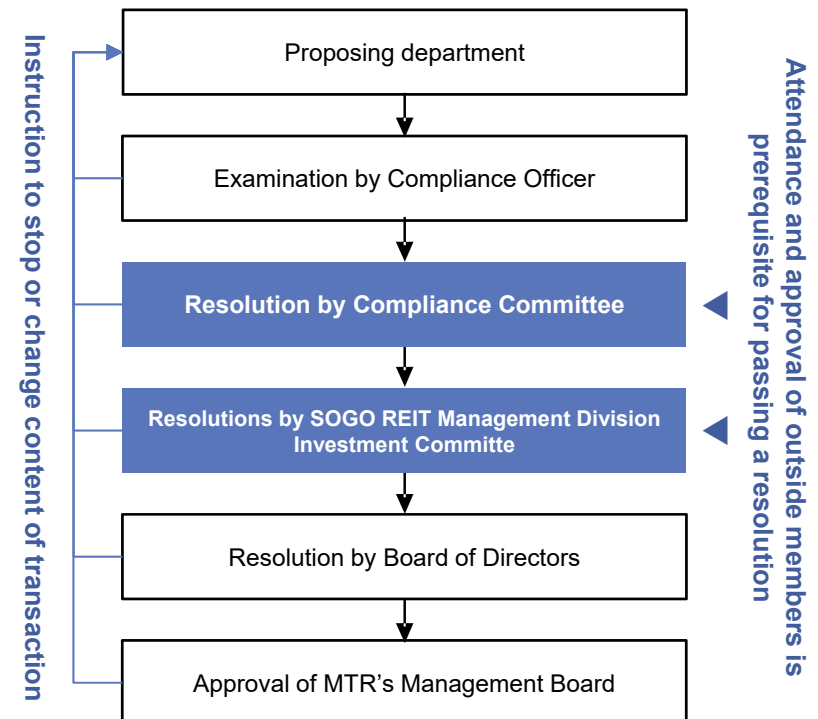 Instruction to stop or change content of transaction
Proposing department
Examination by Compliance Officer
Resolution by Compliance Committee
Resolutions by SOGO REIT Management Division
Investment Committe
Resolution by Board of Directors
Approval of MTR's Management Board
Attendance and approval of outside members is
prerequisite for passing a resolution